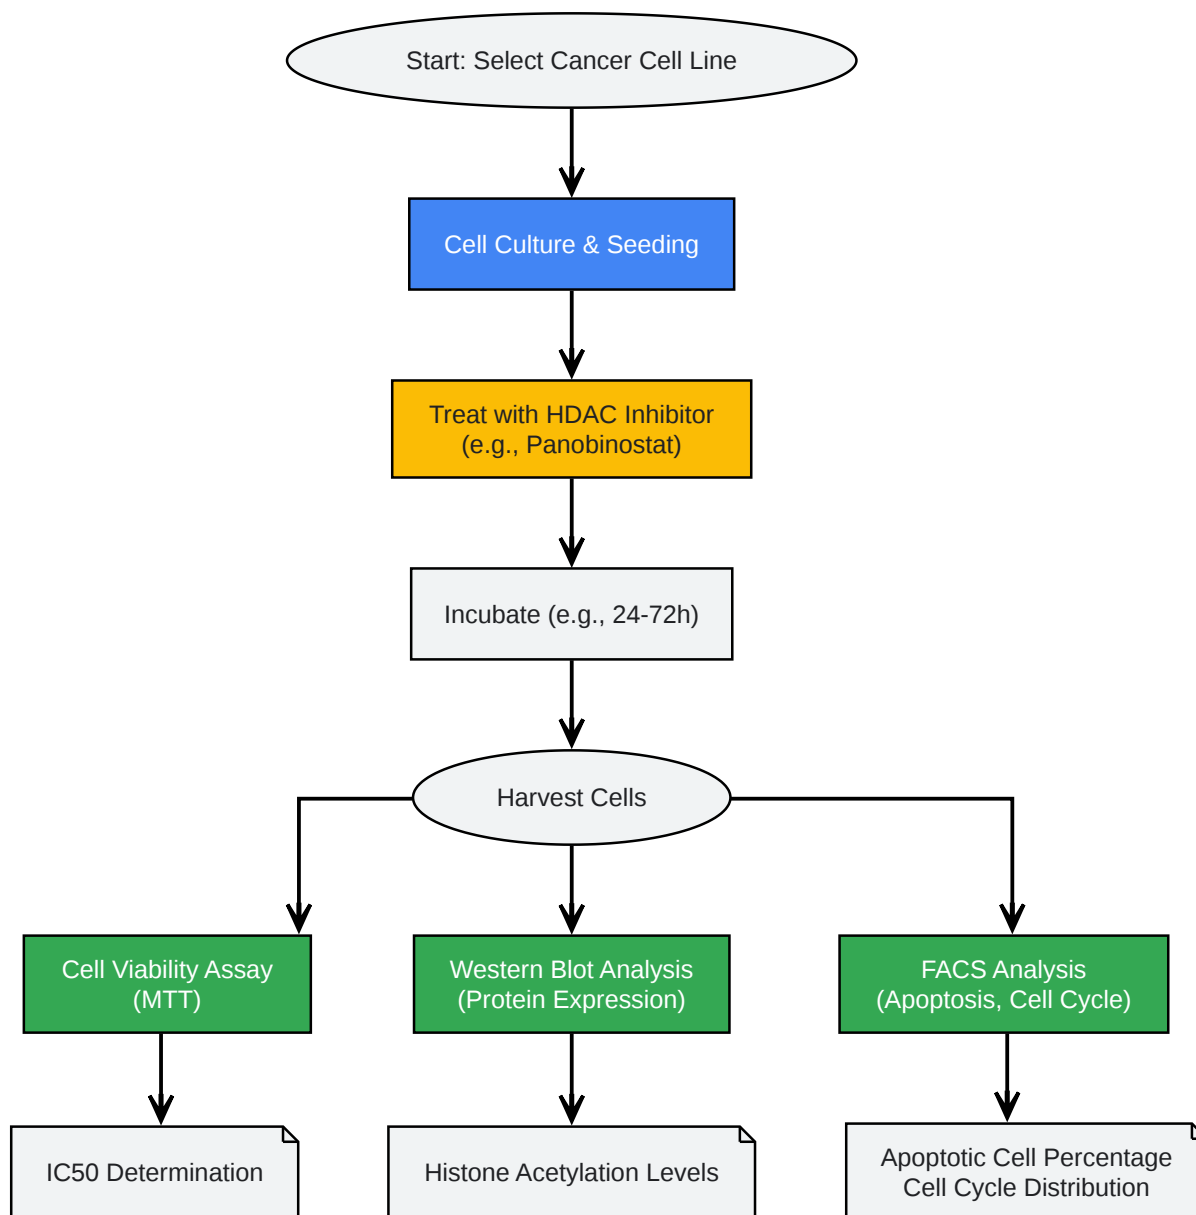 Start: Select Cancer Cell Line
Cell Culture & Seeding
Treat with HDAC Inhibitor
(e.g., Panobinostat)
Incubate (e.g., 24-72h)
Harvest Cells
Cell Viability Assay
(MTT)
Western Blot Analysis
(Protein Expression)
FACS Analysis
(Apoptosis, Cell Cycle)
IC50 Determination
Histone Acetylation Levels
Apoptotic Cell Percentage
Cell Cycle Distribution